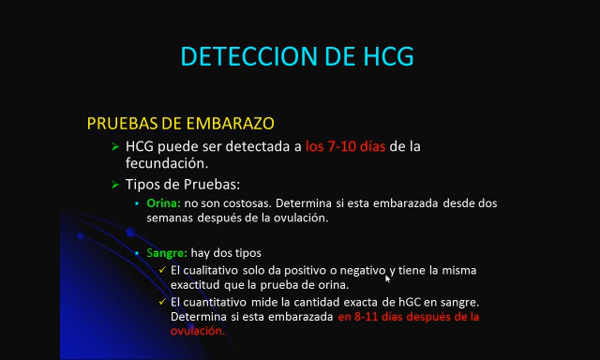 DETECCION DE HCG
PRUEBAS DE EMBARAZO
HCG puede ser detectada a los 7-10 días de la
fecundación.
Tipos de Pruebas:
Orina: no son costosas. Determina si esta embarazada desde dos
semanas después de la ovulación.
Sangre: hay dos tipos
El cualitativo solo da positivo o negativo y tiene la misma
exactitud que la prueba de orina.
El cuantitativo mide la cantidad exacta de hGC en sangre.
Determina si esta embarazada en 8-11 días después de la
ovulación.